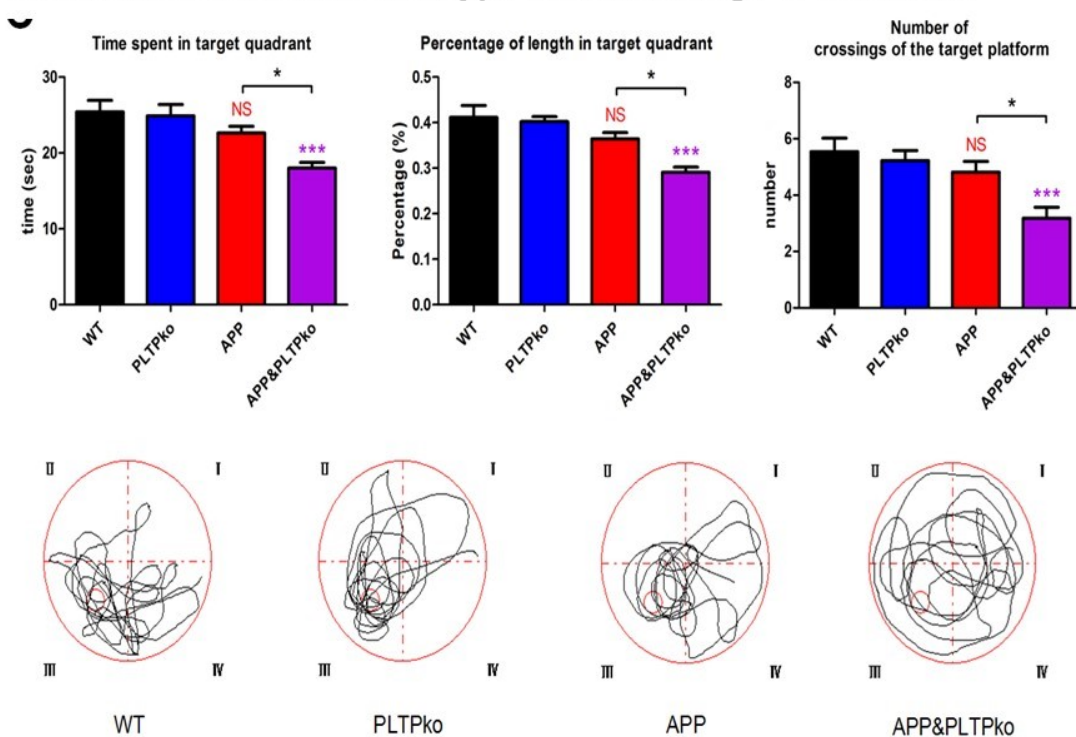 Time spent in target quadrant
time (sec)
30
20
10
0
NS
*
***
WT
PLTPko
APP
APP&PLTPko
Percentage of length in target quadrant
Percentage (%)
0.5
0.4
0.3
0.2
0.1
0.0
NS
*
***
WT
PLTPko
APP
APP&PLTPko
Number of
crossings of the target platform
number
8
6
4
2
0
NS
*
***
WT
PLTPko
APP
APP&PLTPko
II I
III IV
WT
II I
III IV
PLTPko
II I
III IV
APP
II I
III IV
APP&PLTPko